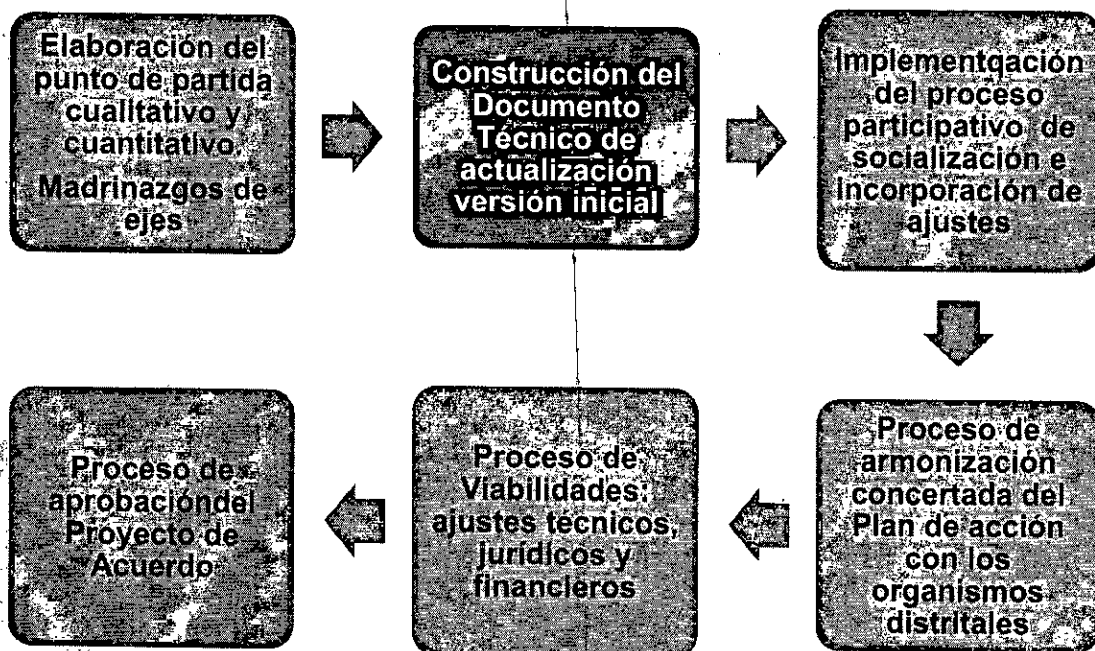 Elaboración del
punto de partida
cualitativo y
cuantitativo.
Madrinazgos de
ejes
Construcción del
Documento
Técnico de
actualización
versión inicial
Implementqación
del proceso
participativo de
socialización e
incorporación de
ajustes
Proceso de
armonización
concertada del
Plan de acción
con los
organismos
distritales
Proceso de
Viabilidades:
ajustes técnicos,
jurídicos y
financieros
Proceso de
aprobacióndel
Proyecto de
Acuerdo